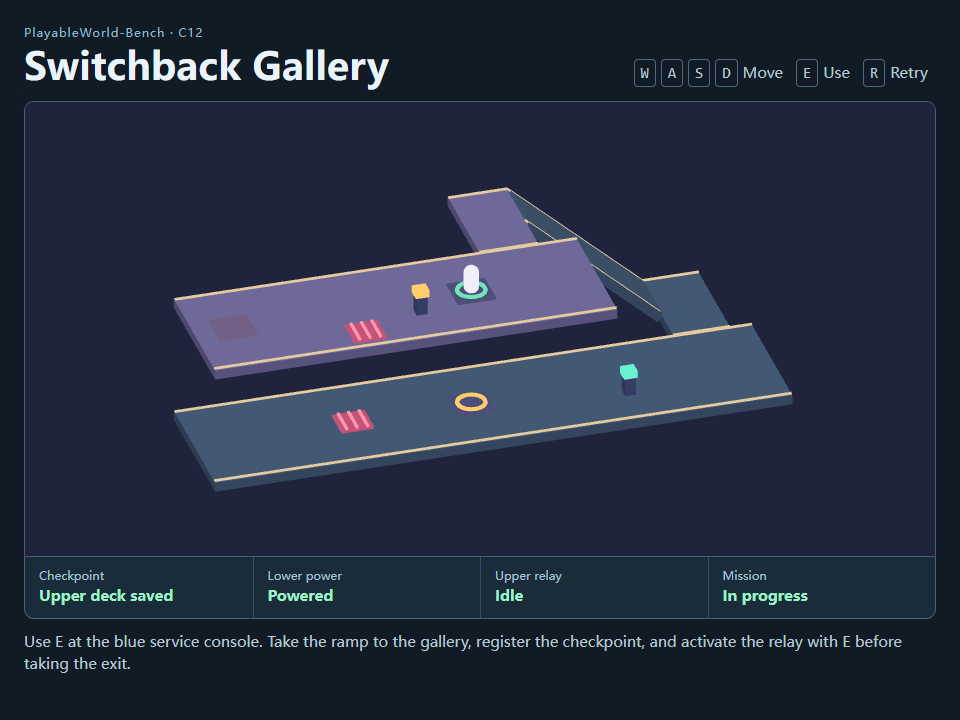 PlayableWorld-Bench · C12
Switchback Gallery
W A S D Move E Use R Retry
Checkpoint
Upper deck saved
Lower power
Powered
Upper relay
Idle
Mission
In progress
Use E at the blue service console. Take the ramp to the gallery, register the checkpoint, and activate the relay with E before
taking the exit.